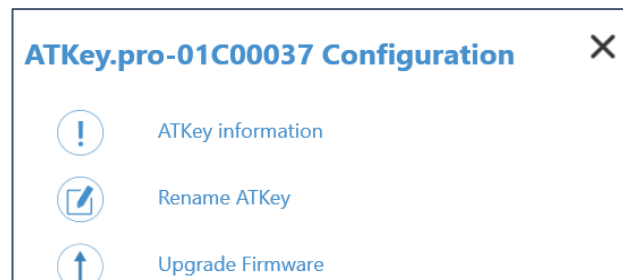 ATKey.pro-01C00037 Configuration
ATKey information
Rename ATKey
Upgrade Firmware